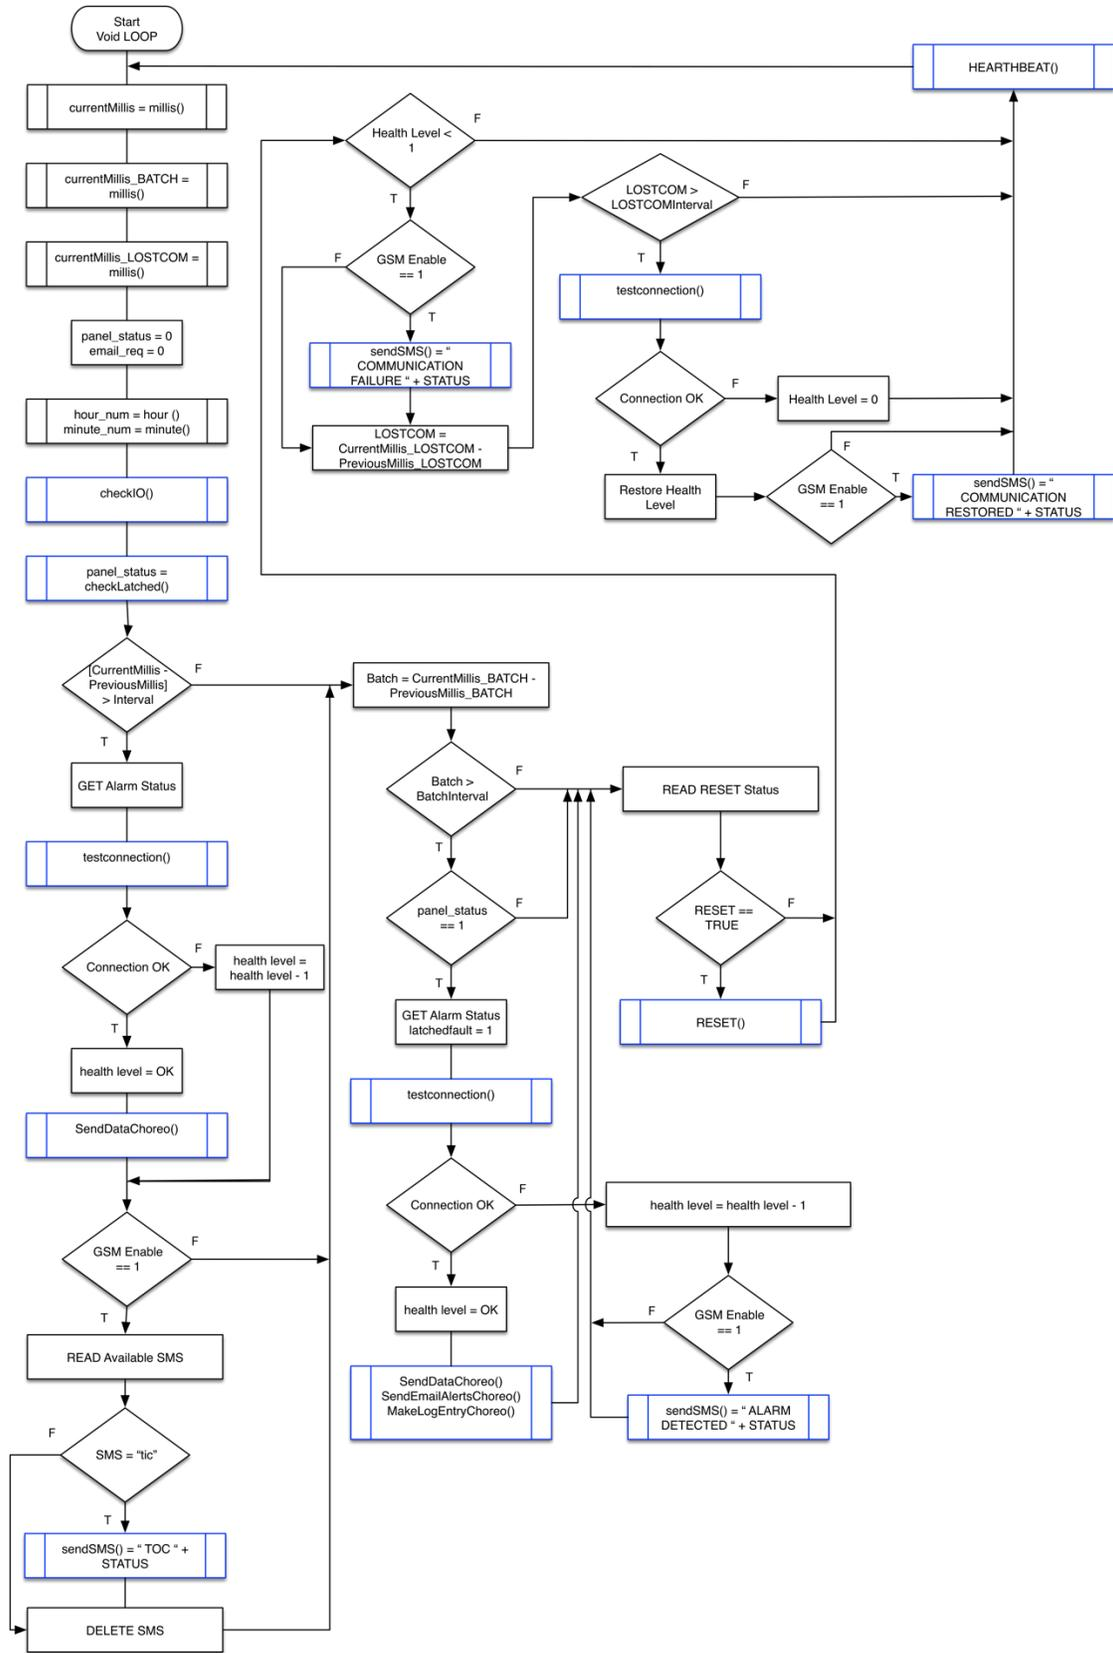 Start
Void LOOP
HEARTHBEAT()
currentMillis = millis()
Health Level <
1
F
T
currentMillis_BATCH =
millis()
LOSTCOM >
LOSTCOMInterval
F
T
currentMillis_LOSTCOM =
millis()
GSM Enable
== 1
F
T
testconnection()
panel_status = 0
email_req = 0
sendSMS() = “
COMMUNICATION
FAILURE “ + STATUS
Connection OK
F
T
Health Level = 0
hour_num = hour ()
minute_num = minute()
LOSTCOM =
CurrentMillis_LOSTCOM -
PreviousMillis_LOSTCOM
Restore Health
Level
GSM Enable
== 1
F
T
sendSMS() = “
COMMUNICATION
RESTORED “ + STATUS
checkIO()
panel_status =
checkLatched()
[CurrentMillis -
PreviousMillis]
> Interval
F
T
Batch = CurrentMillis_BATCH -
PreviousMillis_BATCH
GET Alarm Status
Batch >
BatchInterval
F
T
READ RESET Status
testconnection()
panel_status
== 1
F
T
RESET ==
TRUE
F
T
Connection OK
F
T
health level =
health level - 1
GET Alarm Status
latchedfault = 1
RESET()
health level = OK
testconnection()
SendDataChoreo()
Connection OK
F
T
health level = health level - 1
GSM Enable
== 1
F
T
health level = OK
GSM Enable
== 1
F
T
READ Available SMS
SendDataChoreo()
SendEmailAlertsChoreo()
MakeLogEntryChoreo()
sendSMS() = “ ALARM
DETECTED “ + STATUS
SMS = “tic”
F
T
sendSMS() = “ TOC “ +
STATUS
DELETE SMS